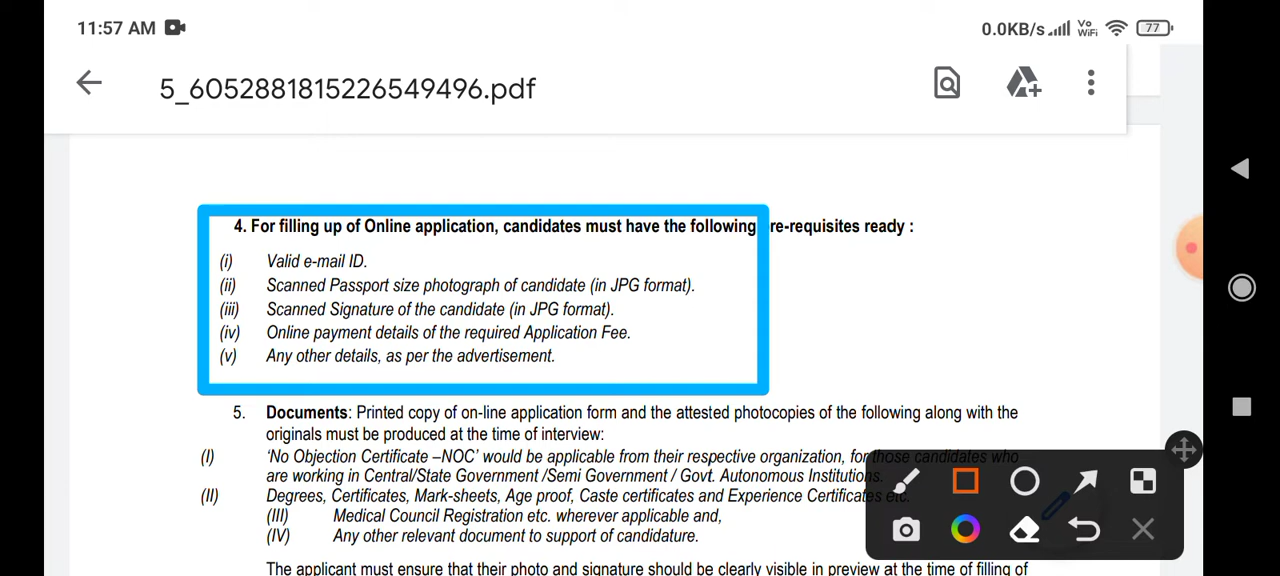 11:57 AM 0.0KB/s Vo WiFi 77
5_6052881815226549496.pdf
4. For filling up of Online application, candidates must have the following re-requisites ready :
(i) Valid e-mail ID.
(ii) Scanned Passport size photograph of candidate (in JPG format).
(iii) Scanned Signature of the candidate (in JPG format).
(iv) Online payment details of the required Application Fee.
(v) Any other details, as per the advertisement.
5. Documents: Printed copy of on-line application form and the attested photocopies of the following along with the
originals must be produced at the time of interview:
(I) 'No Objection Certificate –NOC' would be applicable from their respective organization, for those candidates who
are working in Central/State Government /Semi Government / Govt. Autonomous Institutions.
(II) Degrees, Certificates, Mark-sheets, Age proof, Caste certificates and Experience Certificates etc.
(III) Medical Council Registration etc. wherever applicable and,
(IV) Any other relevant document to support of candidature.
The applicant must ensure that their photo and signature should be clearly visible in preview at the time of filling of